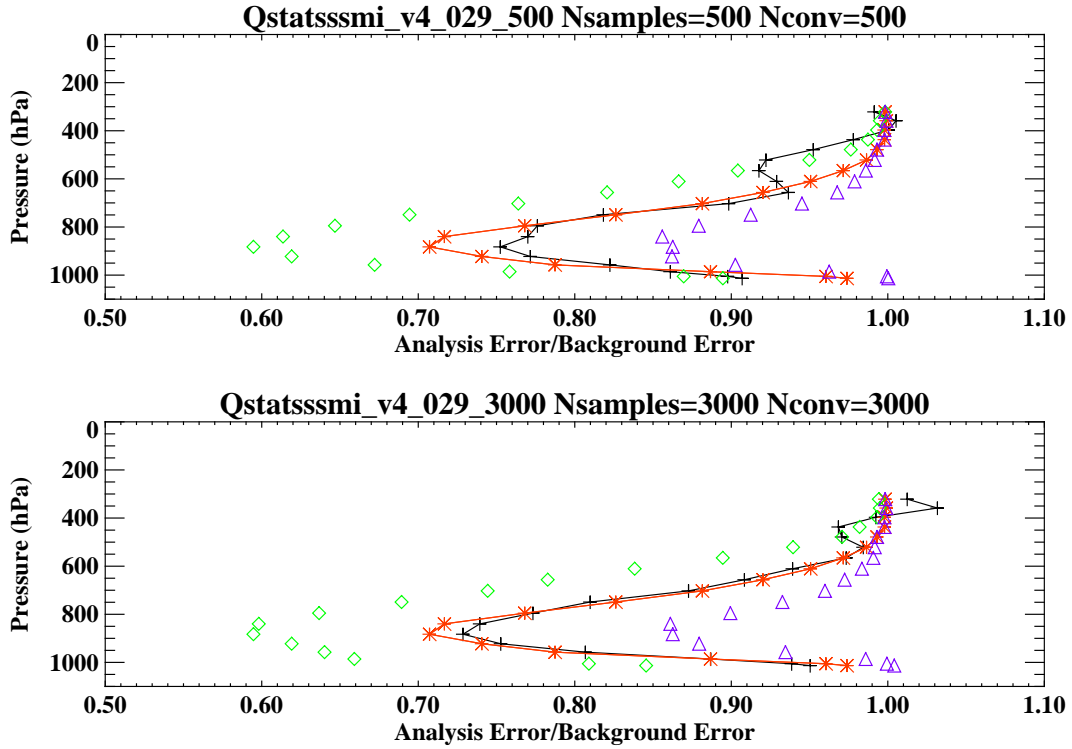 Qstatsssmi_v4_029_500 Nsamples=500 Nconv=500
0
200
400
600
800
1000
Pressure (hPa)
0.50 0.60 0.70 0.80 0.90 1.00 1.10
Analysis Error/Background Error
Qstatsssmi_v4_029_3000 Nsamples=3000 Nconv=3000
0
200
400
600
800
1000
Pressure (hPa)
0.50 0.60 0.70 0.80 0.90 1.00 1.10
Analysis Error/Background Error